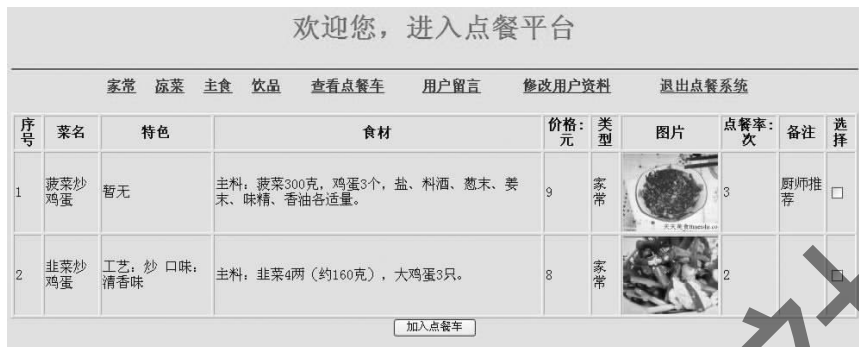 欢迎您，进入点餐平台
家常 凉菜 主食 饮品 查看点餐车 用户留言 修改用户资料 退出点餐系统
序号 菜名 特色 食材 价格：元 类型 图片 点餐率：次 备注 选择
1 菠菜炒鸡蛋 暂无 主料：菠菜300克，鸡蛋3个，盐、料酒、葱末、姜末、味精、香油各适量。 9 家常 3 厨师推荐
2 韭菜炒鸡蛋 工艺：炒 口味：清香味 主料：韭菜4两（约160克），大鸡蛋3只。 8 家常 2
加入点餐车